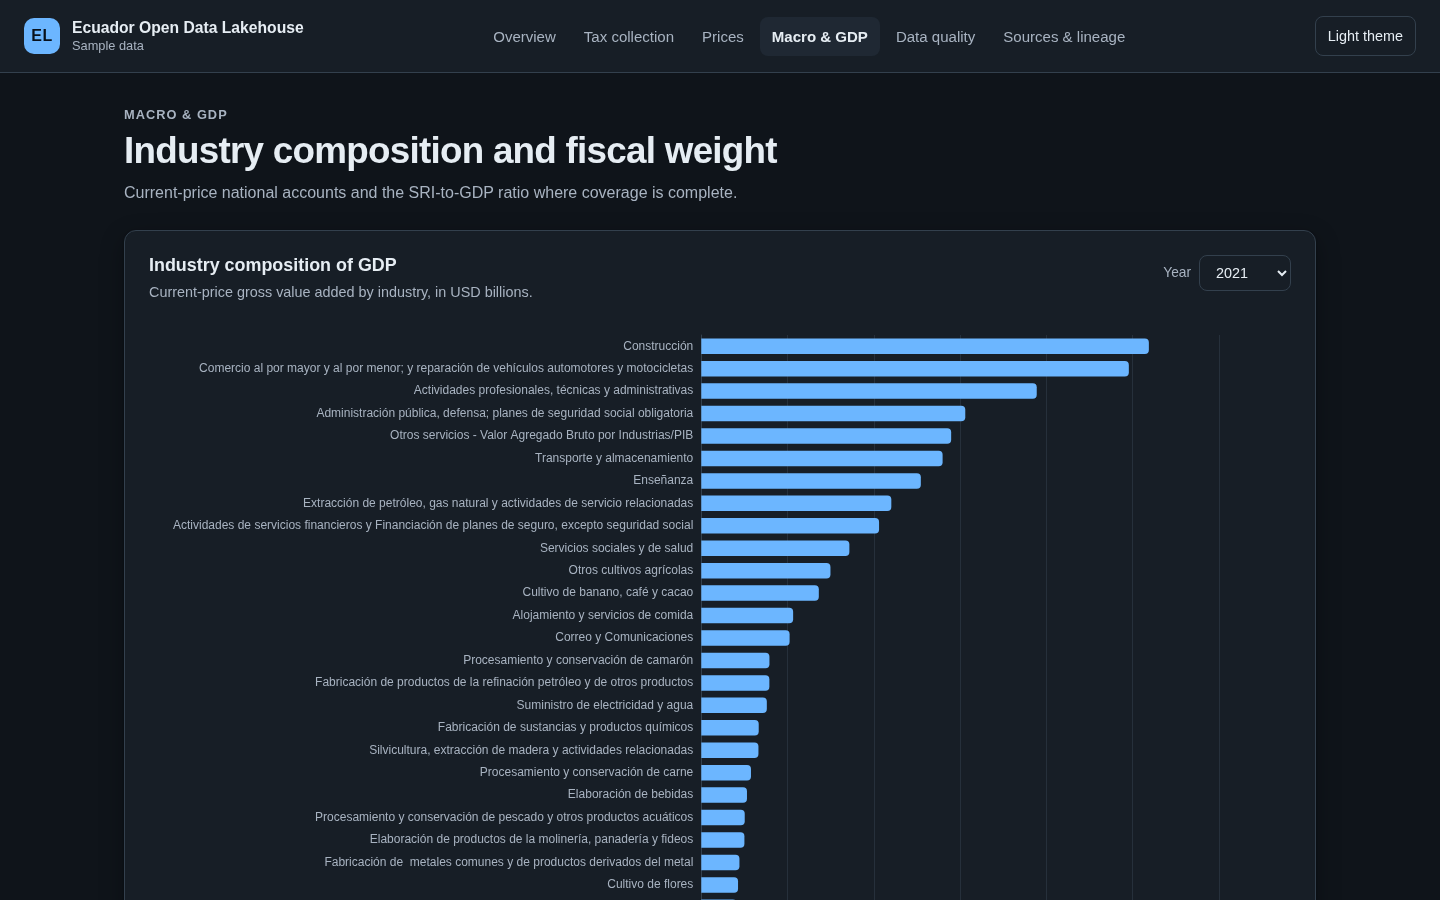 EL
Ecuador Open Data Lakehouse
Sample data
Overview
Tax collection
Prices
Macro & GDP
Data quality
Sources & lineage
Light theme
MACRO & GDP
Industry composition and fiscal weight
Current-price national accounts and the SRI-to-GDP ratio where coverage is complete.
Industry composition of GDP
Current-price gross value added by industry, in USD billions.
Year
2021
Construcción
Comercio al por mayor y al por menor; y reparación de vehículos automotores y motocicletas
Actividades profesionales, técnicas y administrativas
Administración pública, defensa; planes de seguridad social obligatoria
Otros servicios - Valor Agregado Bruto por Industrias/PIB
Transporte y almacenamiento
Enseñanza
Extracción de petróleo, gas natural y actividades de servicio relacionadas
Actividades de servicios financieros y Financiación de planes de seguro, excepto seguridad social
Servicios sociales y de salud
Otros cultivos agrícolas
Cultivo de banano, café y cacao
Alojamiento y servicios de comida
Correo y Comunicaciones
Procesamiento y conservación de camarón
Fabricación de productos de la refinación petróleo y de otros productos
Suministro de electricidad y agua
Fabricación de sustancias y productos químicos
Silvicultura, extracción de madera y actividades relacionadas
Procesamiento y conservación de carne
Elaboración de bebidas
Procesamiento y conservación de pescado y otros productos acuáticos
Elaboración de productos de la molinería, panadería y fideos
Fabricación de  metales comunes y de productos derivados del metal
Cultivo de flores